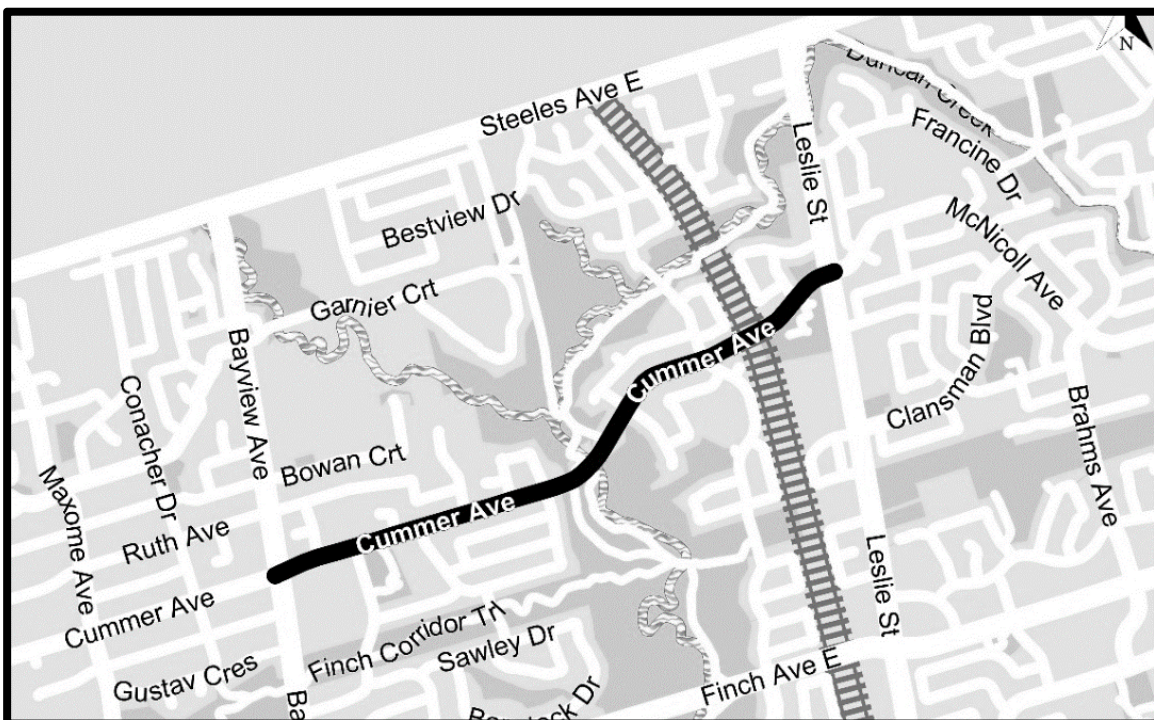 N
Duncan Creek
Steeles Ave E
Francine Dr
Leslie St
McNicoll Ave
Bestview Dr
Garnier Crt
Clansman Blvd
Cummer Ave
Bayview Ave
Conacher Dr
Brahms Ave
Bowan Crt
Maxome Ave
Cummer Ave
Ruth Ave
Leslie St
Cummer Ave
Finch Corridor Trl
Sawley Dr
Gustav Cres
Finch Ave E
Ba
Dr